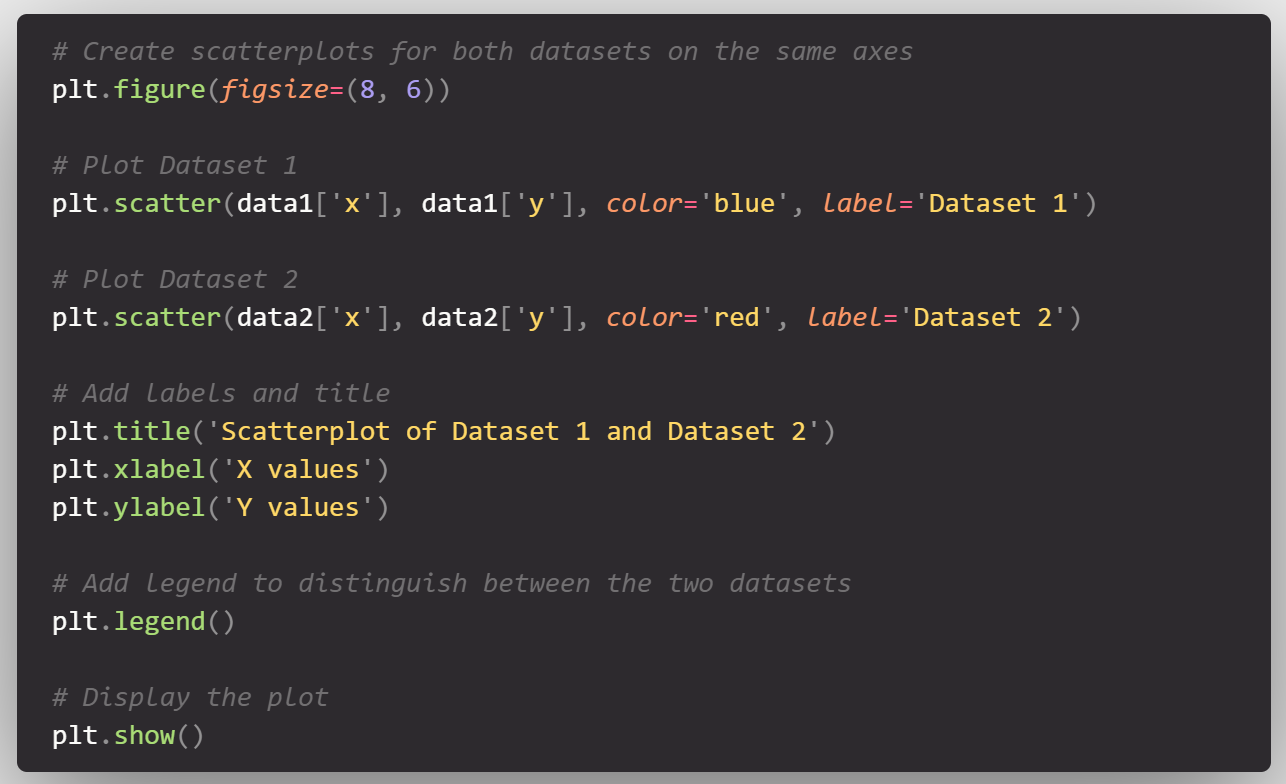 # Create scatterplots for both datasets on the same axes
plt.figure(figsize=(8, 6))
# Plot Dataset 1
plt.scatter(data1['x'], data1['y'], color='blue', label='Dataset 1')
# Plot Dataset 2
plt.scatter(data2['x'], data2['y'], color='red', label='Dataset 2')
# Add labels and title
plt.title('Scatterplot of Dataset 1 and Dataset 2')
plt.xlabel('X values')
plt.ylabel('Y values')
# Add legend to distinguish between the two datasets
plt.legend()
# Display the plot
plt.show()